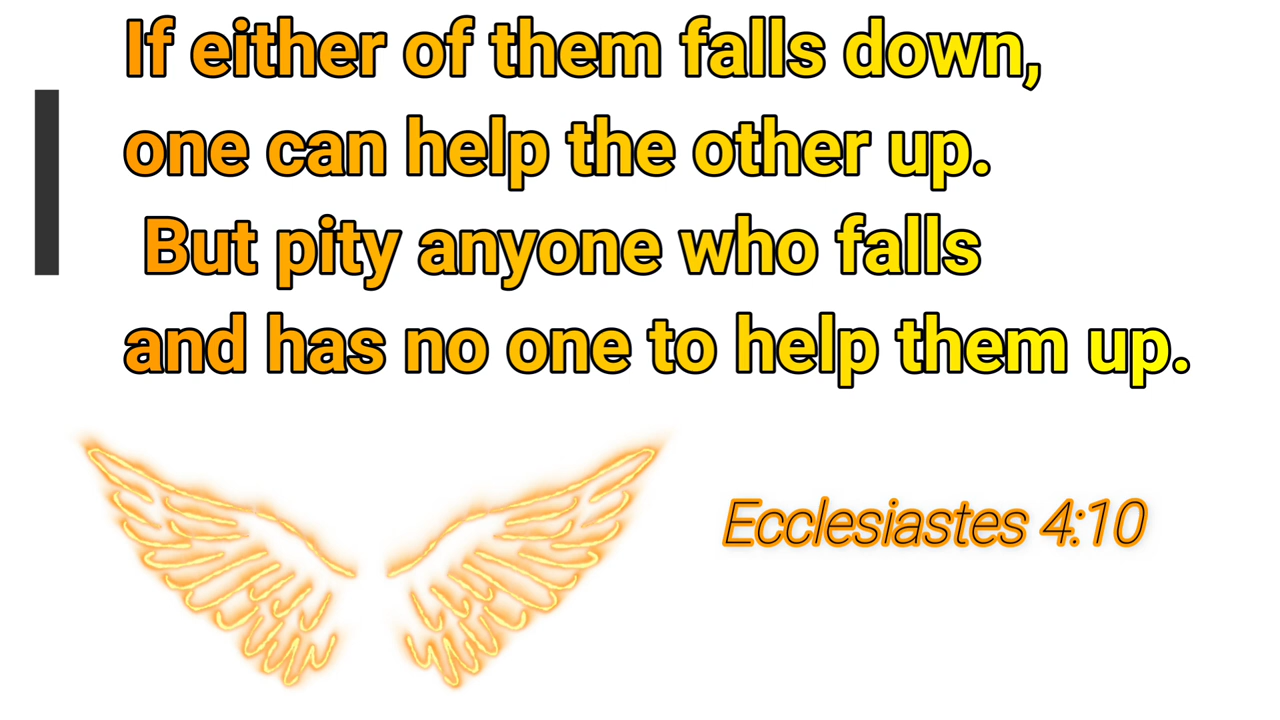 If either of them falls down,
one can help the other up.
But pity anyone who falls
and has no one to help them up.
Ecclesiastes 4:10